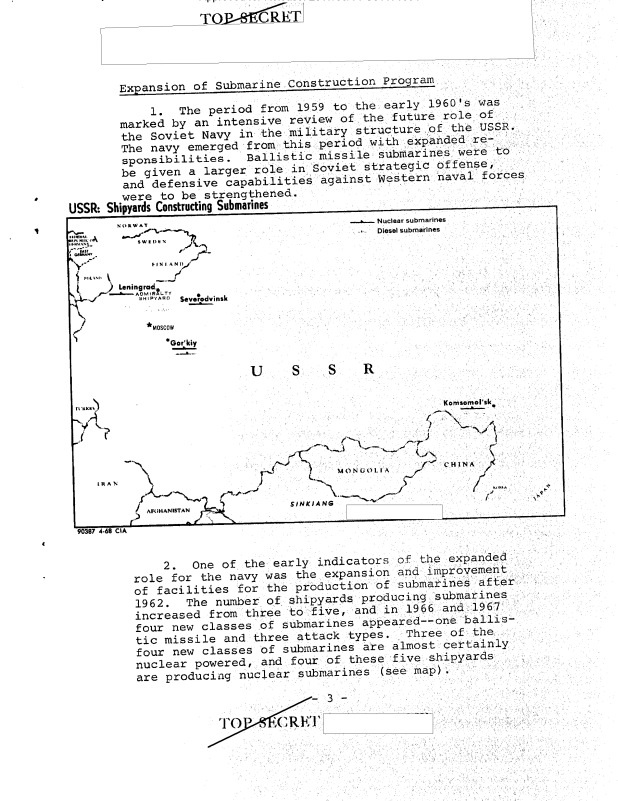 TOP SECRET
Expansion of Submarine Construction Program
1. The period from 1959 to the early 1960's was
marked by an intensive review of the future role of
the Soviet Navy in the military structure of the USSR.
The navy emerged from this period with expanded re-
sponsibilities. Ballistic missile submarines were to
be given a larger role in Soviet strategic offense,
and defensive capabilities against Western naval forces
were to be strengthened.
USSR: Shipyards Constructing Submarines
NORWAY
Nuclear submarines
Diesel submarines
SWEDEN
FINLAND
POLAND
Leningrad
ADMIRALTY
SHIPYARD
Severodvinsk
MOSCOW
Gor'kiy
U S S R
TURKEY
Komsomol'sk
MONGOLIA
CHINA
IRAN
SINKIANG
KOREA
JAPAN
AFGHANISTAN
90387 4-68 CIA
2. One of the early indicators of the expanded
role for the navy was the expansion and improvement
of facilities for the production of submarines after
1962. The number of shipyards producing submarines
increased from three to five, and in 1966 and 1967
four new classes of submarines appeared--one ballis-
tic missile and three attack types. Three of the
four new classes of submarines are almost certainly
nuclear powered, and four of these five shipyards
are producing nuclear submarines (see map).
- 3 -
TOP SECRET